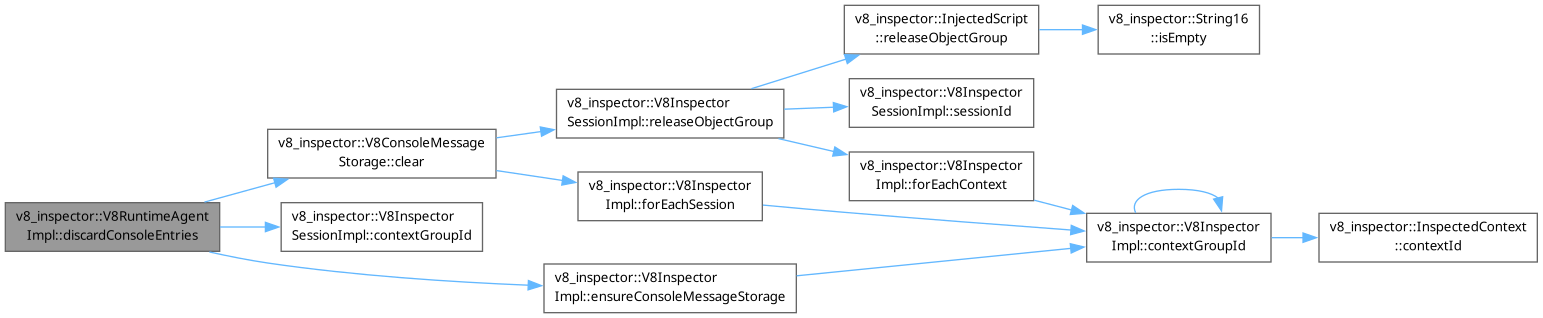 v8_inspector::InjectedScript
::releaseObjectGroup
v8_inspector::String16
::isEmpty
v8_inspector::V8Inspector
SessionImpl::releaseObjectGroup
v8_inspector::V8Inspector
SessionImpl::sessionId
v8_inspector::V8ConsoleMessage
Storage::clear
v8_inspector::V8Inspector
Impl::forEachContext
v8_inspector::V8Inspector
Impl::forEachSession
v8_inspector::V8RuntimeAgent
Impl::discardConsoleEntries
v8_inspector::V8Inspector
SessionImpl::contextGroupId
v8_inspector::V8Inspector
Impl::contextGroupId
v8_inspector::InspectedContext
::contextId
v8_inspector::V8Inspector
Impl::ensureConsoleMessageStorage